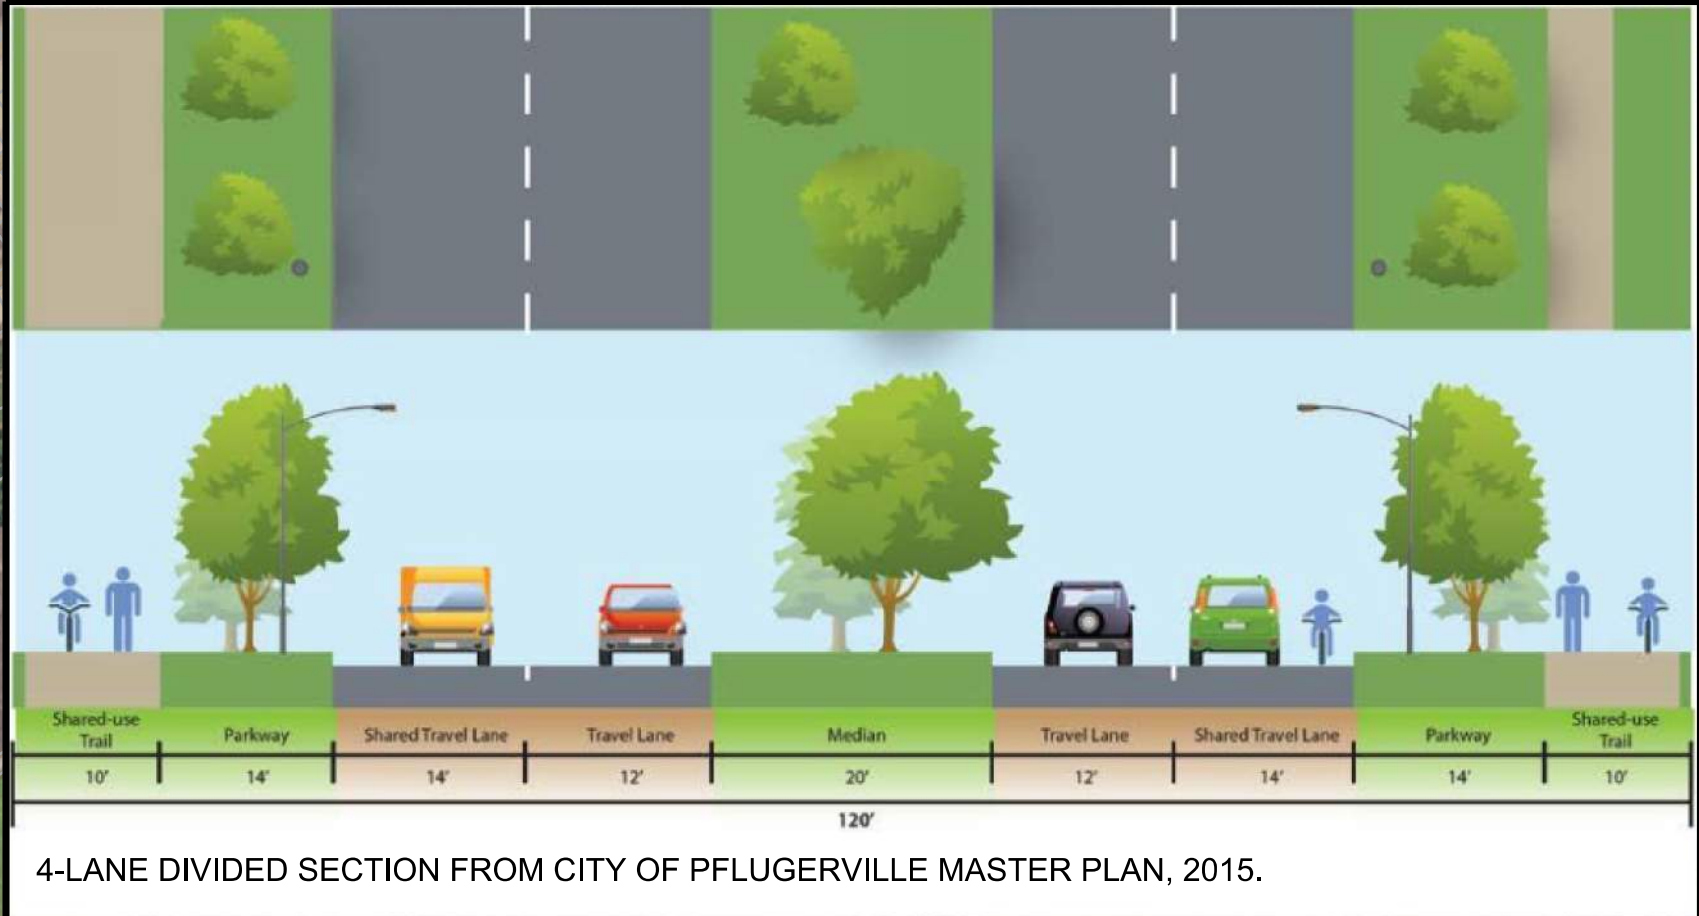 Shared-use
Trail
Parkway
Shared Travel Lane
Travel Lane
Median
Travel Lane
Shared Travel Lane
Parkway
Shared-use
Trail
10'
14'
14'
12'
20'
12'
14'
14'
10'
120'
4-LANE DIVIDED SECTION FROM CITY OF PFLUGERVILLE MASTER PLAN, 2015.